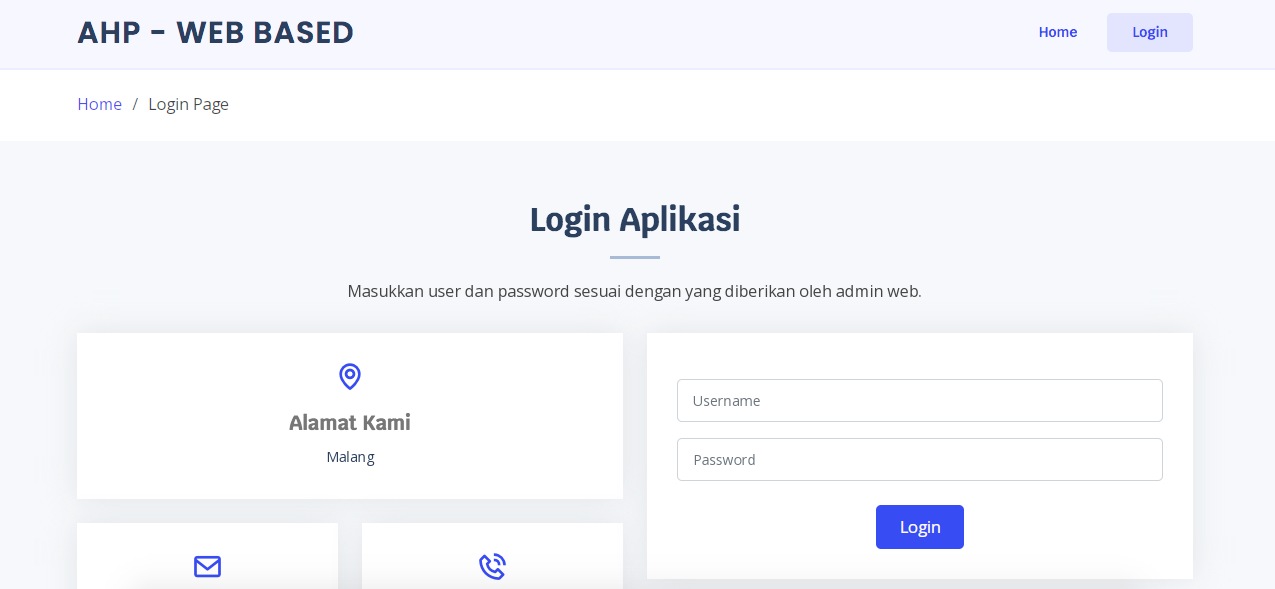 AHP - WEB BASED
Home
Login
Home / Login Page
Login Aplikasi
Masukkan user dan password sesuai dengan yang diberikan oleh admin web.
Alamat Kami
Malang
Username
Password
Login